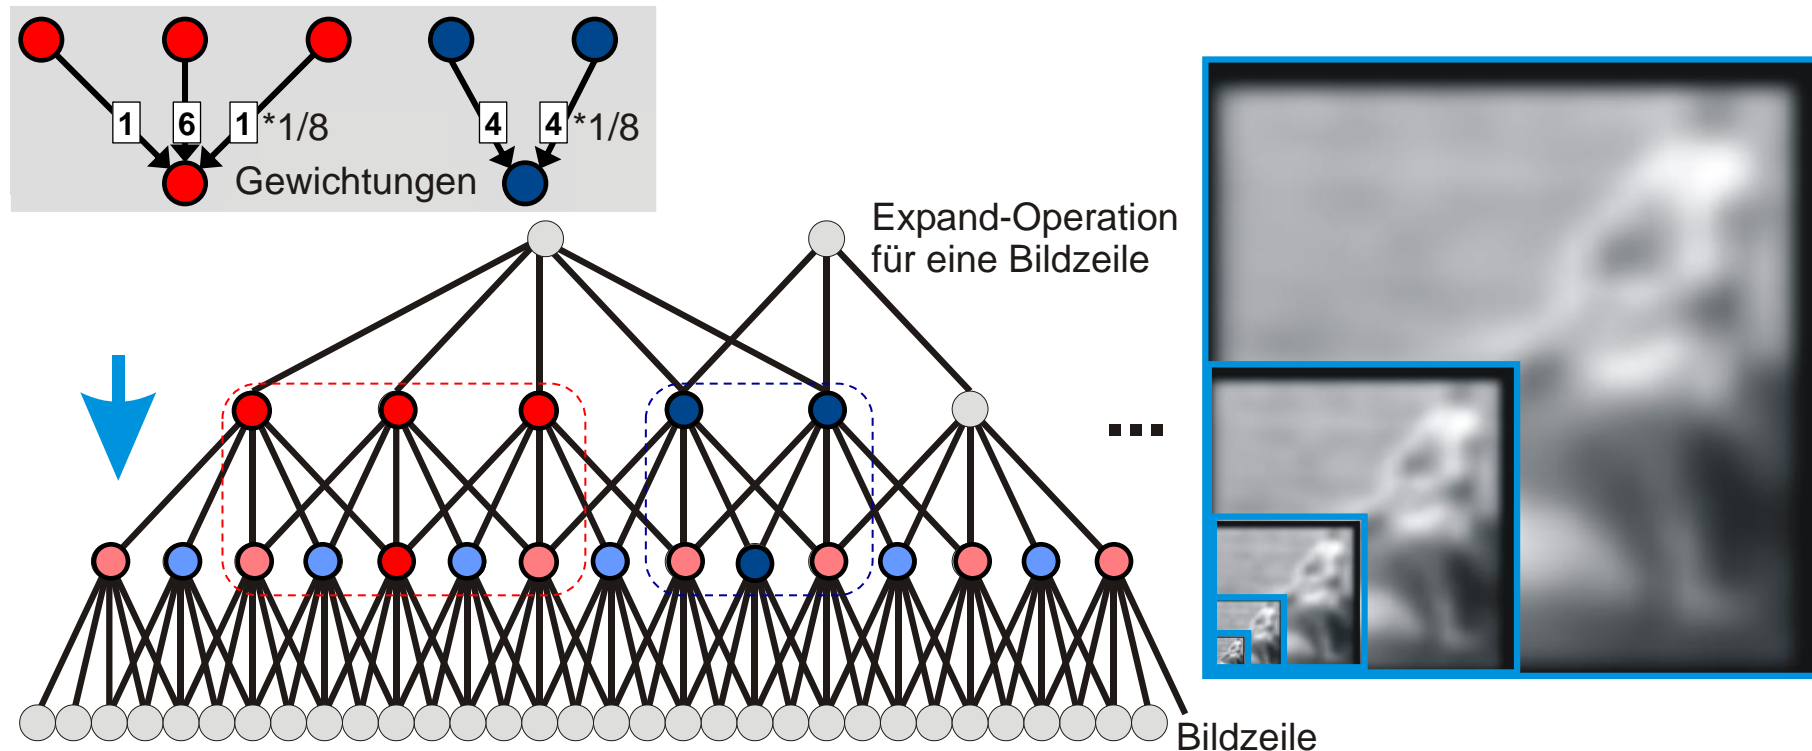 1 6 1 *1/8 4 4 *1/8
Gewichtungen
Expand-Operation
für eine Bildzeile
...
Bildzeile